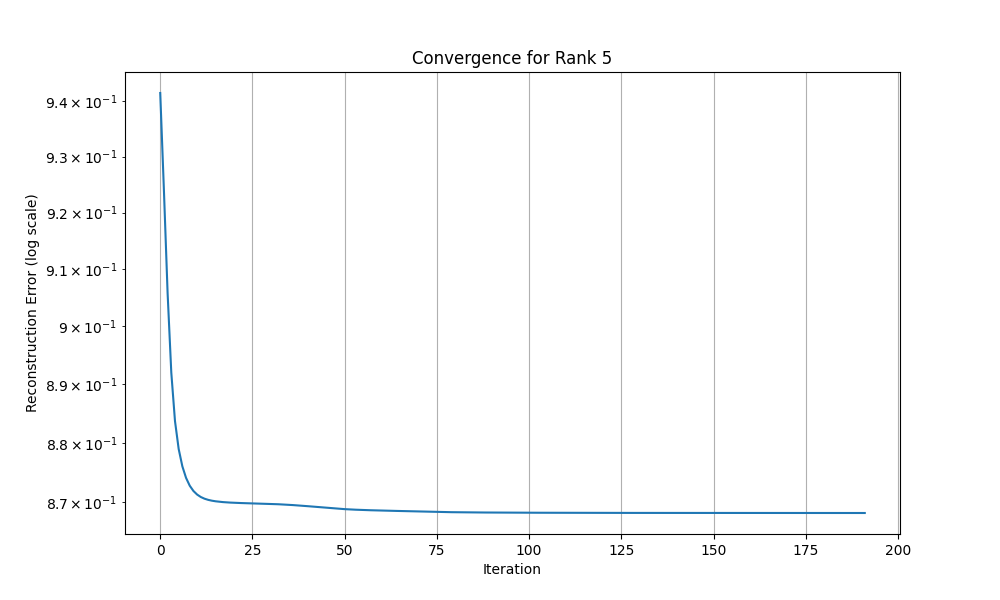 Convergence for Rank 5
Reconstruction Error (log scale)
9.4 × 10⁻¹
9.3 × 10⁻¹
9.2 × 10⁻¹
9.1 × 10⁻¹
9 × 10⁻¹
8.9 × 10⁻¹
8.8 × 10⁻¹
8.7 × 10⁻¹
0 25 50 75 100 125 150 175 200
Iteration